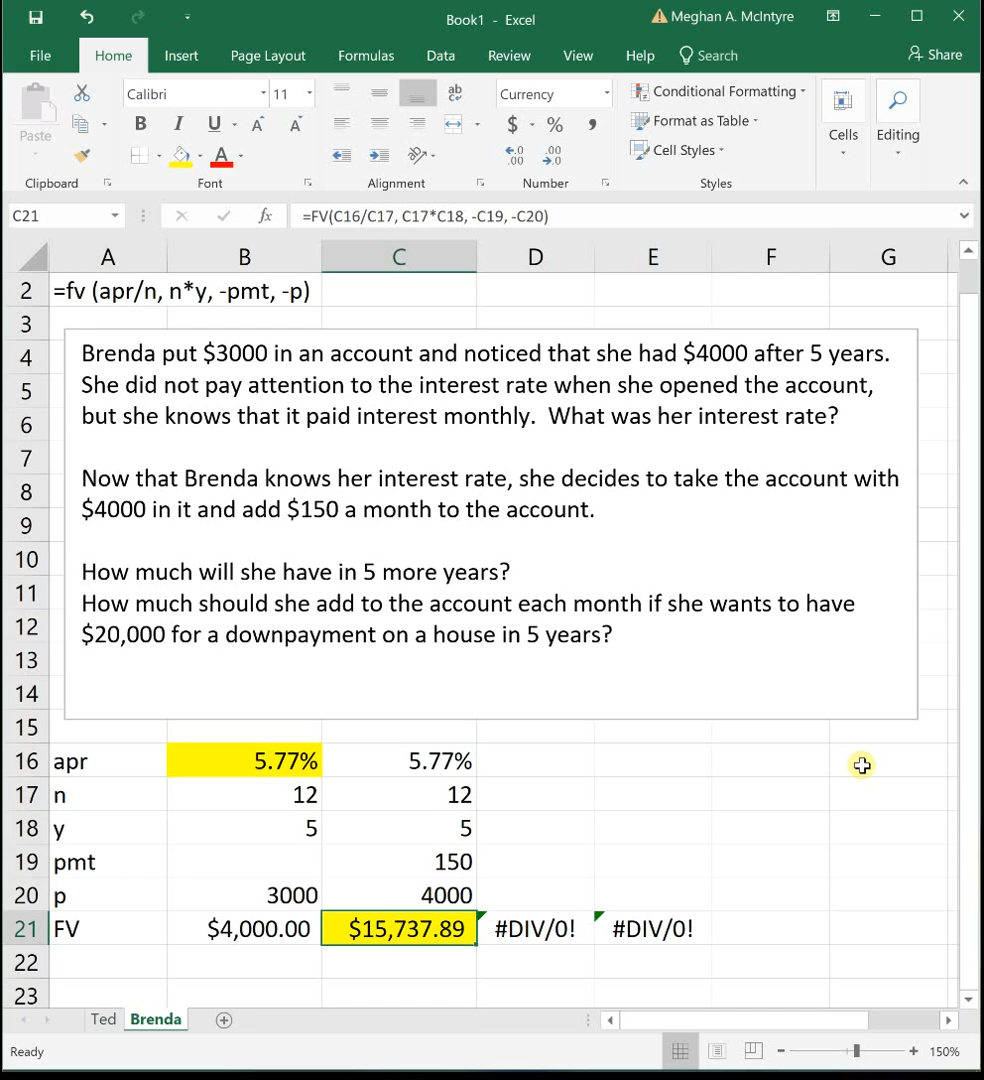 Book1 - Excel
Meghan A. McIntyre
File Home Insert Page Layout Formulas Data Review View Help Search Share
Paste
Calibri 11
B I U A A
A
ab
Currency
$ % ,
.0 .00
.00 .0
Conditional Formatting
Format as Table
Cell Styles
Cells
Editing
Clipboard Font Alignment Number Styles
C21 fx =FV(C16/C17, C17*C18, -C19, -C20)
A B C D E F G
2 =fv (apr/n, n*y, -pmt, -p)
3
4 Brenda put $3000 in an account and noticed that she had $4000 after 5 years.
5 She did not pay attention to the interest rate when she opened the account,
6 but she knows that it paid interest monthly. What was her interest rate?
7
8 Now that Brenda knows her interest rate, she decides to take the account with
9 $4000 in it and add $150 a month to the account.
10 How much will she have in 5 more years?
11 How much should she add to the account each month if she wants to have
12 $20,000 for a downpayment on a house in 5 years?
13
14
15
16 apr 5.77% 5.77%
17 n 12 12
18 y 5 5
19 pmt 150
20 p 3000 4000
21 FV $4,000.00 $15,737.89 #DIV/0! #DIV/0!
22
23
Ted Brenda
Ready 150%